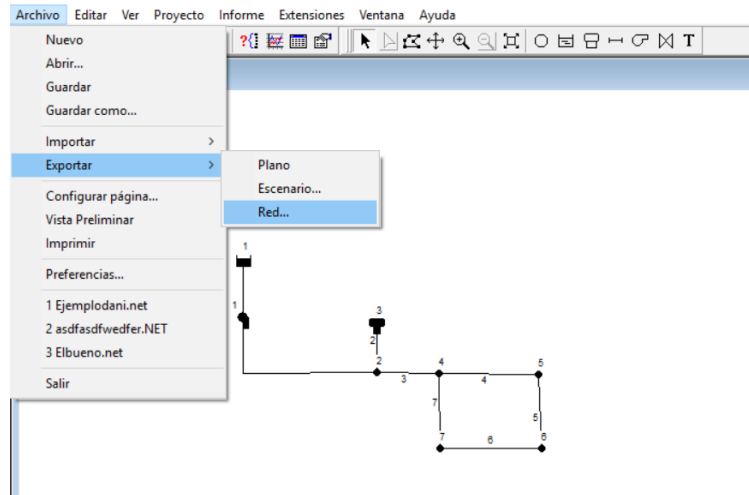 Archivo Editar Ver Proyecto Informe Extensiones Ventana Ayuda
Nuevo
Abrir...
Guardar
Guardar como...
Importar
Exportar
Plano
Escenario...
Red...
Configurar página...
Vista Preliminar
Imprimir
Preferencias...
1 Ejemplodani.net
2 asdfasdfwedfer.NET
3 Elbueno.net
Salir
T
1
1
3
2
2
4
5
3
4
7
5
7
6
6